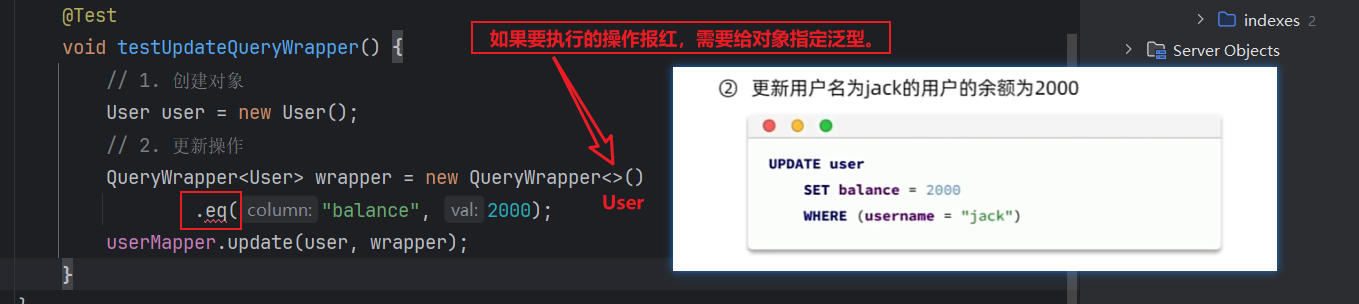 @Test
void testUpdateQueryWrapper() {
如果要执行的操作报红，需要给对象指定泛型。
// 1. 创建对象
User user = new User();
// 2. 更新操作
QueryWrapper<User> wrapper = new QueryWrapper<>()
User
.eq( column: "balance", val: 2000);
userMapper.update(user, wrapper);
}
indexes 2
Server Objects
② 更新用户名为jack的用户的余额为2000
UPDATE user
SET balance = 2000
WHERE (username = "jack")